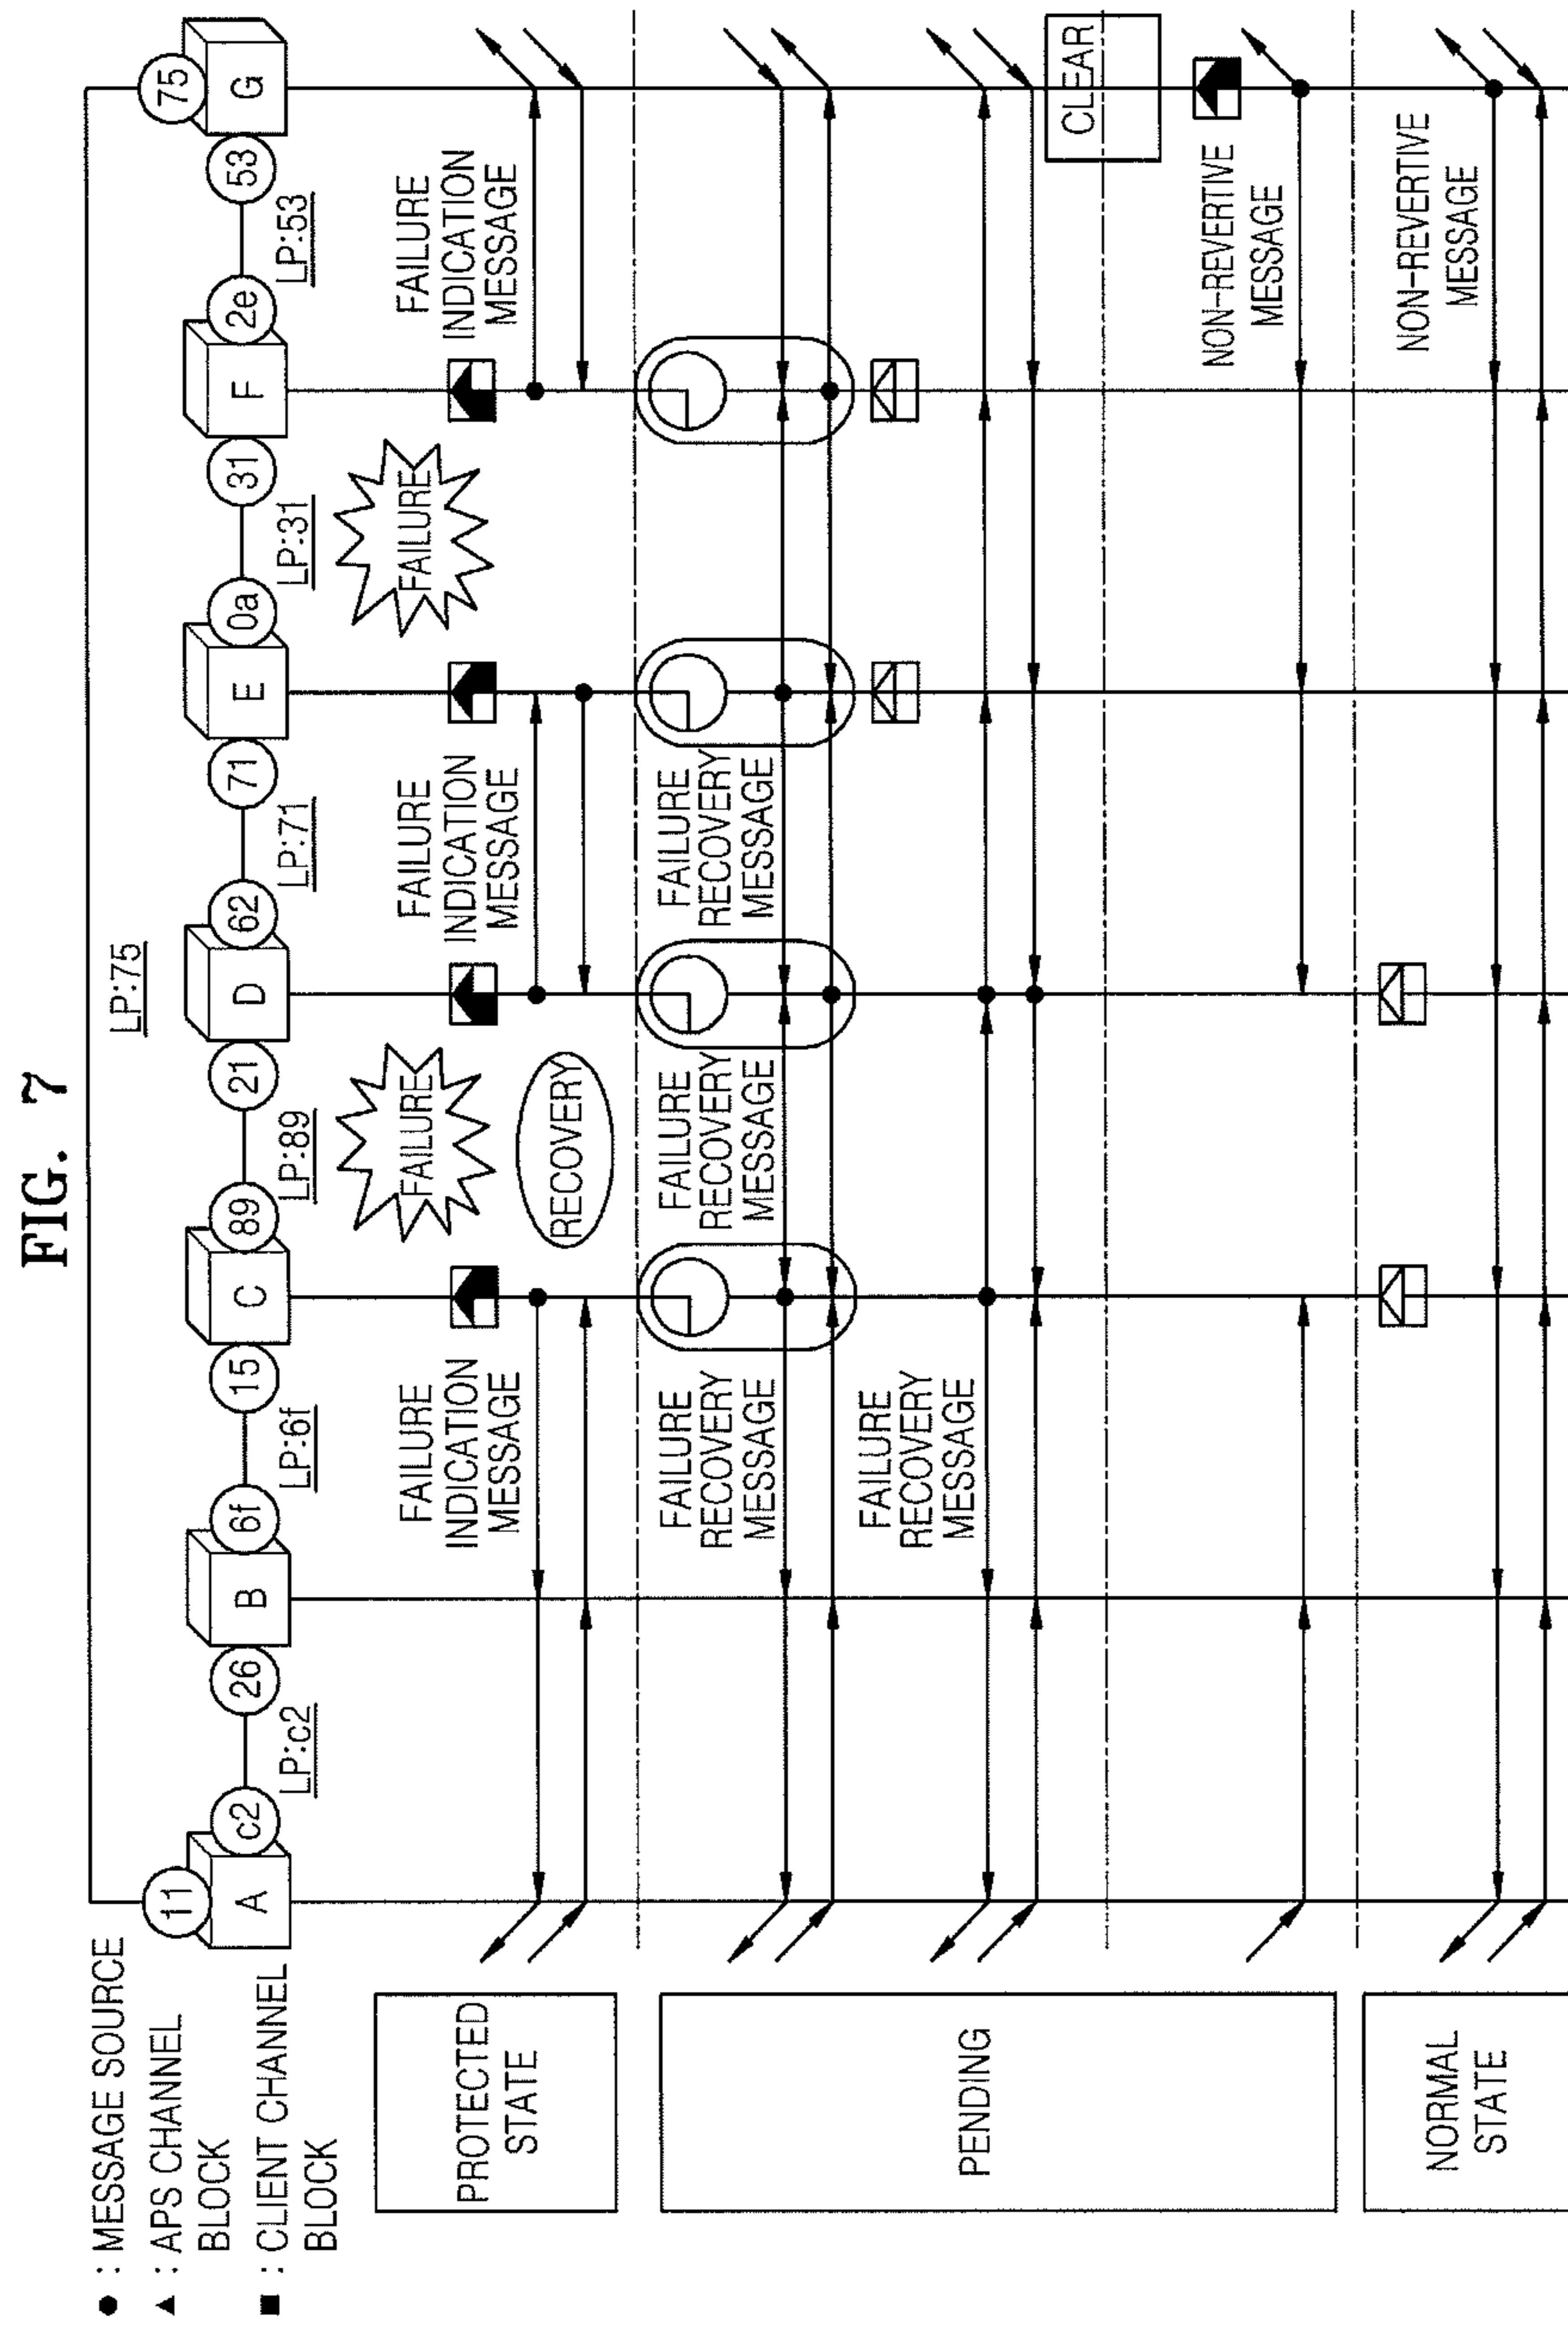 FIG. 7
● : MESSAGE SOURCE
▲ : APS CHANNEL
BLOCK
■ : CLIENT CHANNEL
BLOCK
LP:75
11
A
c2
26
B
6f
15
C
89
21
D
62
71
E
0a
31
F
2e
53
G
75
LP:c2
LP:6f
LP:89
LP:71
LP:31
LP:53
PROTECTED
STATE
FAILURE
INDICATION
MESSAGE
FAILURE
FAILURE
INDICATION
MESSAGE
FAILURE
FAILURE
INDICATION
MESSAGE
RECOVERY
PENDING
FAILURE
RECOVERY
MESSAGE
FAILURE
RECOVERY
MESSAGE
FAILURE
RECOVERY
MESSAGE
FAILURE
RECOVERY
MESSAGE
CLEAR
NON-REVERTIVE
MESSAGE
NORMAL
STATE
NON-REVERTIVE
MESSAGE